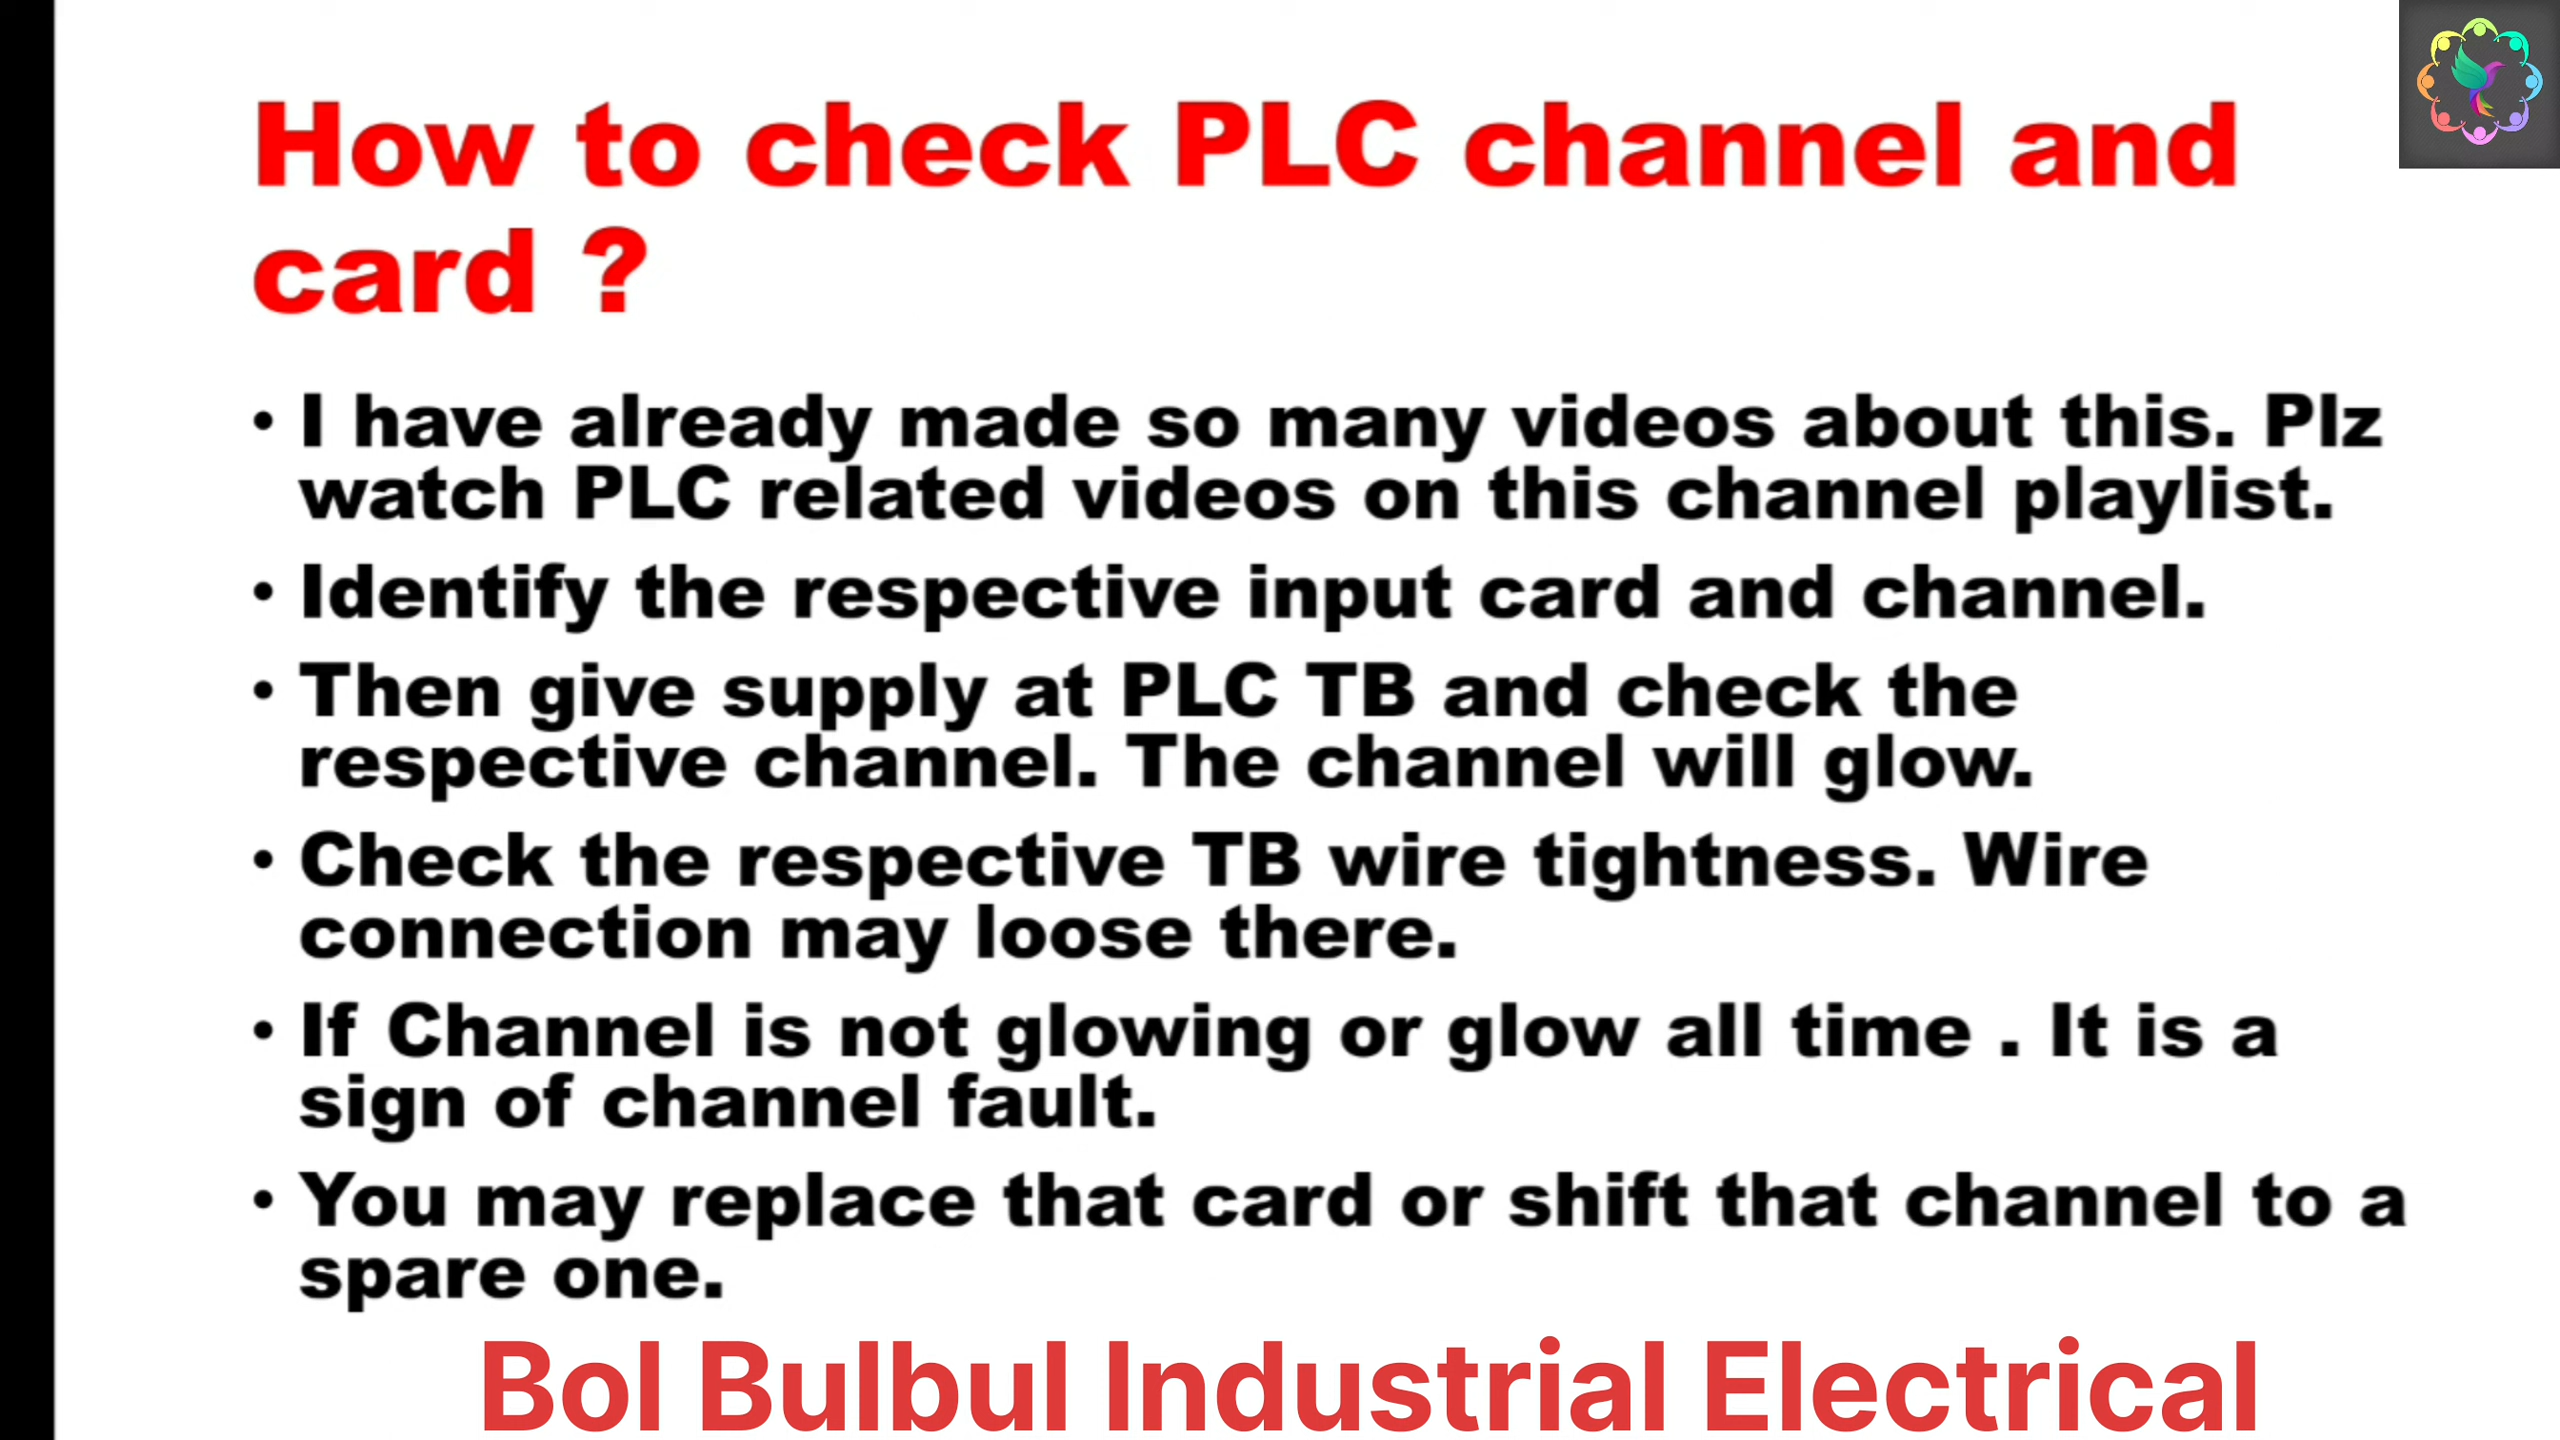 How to check PLC channel and
card ?
• I have already made so many videos about this. Plz
watch PLC related videos on this channel playlist.
• Identify the respective input card and channel.
• Then give supply at PLC TB and check the
respective channel. The channel will glow.
• Check the respective TB wire tightness. Wire
connection may loose there.
• If Channel is not glowing or glow all time . It is a
sign of channel fault.
• You may replace that card or shift that channel to a
spare one.
Bol Bulbul Industrial Electrical